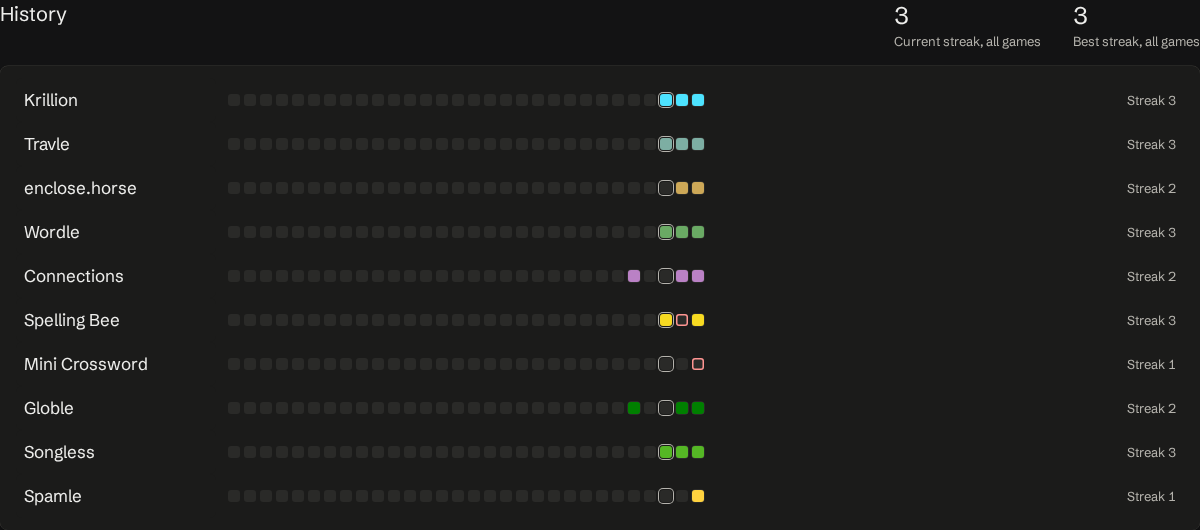 History
3
Current streak, all games
3
Best streak, all games
Krillion
Streak 3
Travle
Streak 3
enclose.horse
Streak 2
Wordle
Streak 3
Connections
Streak 2
Spelling Bee
Streak 3
Mini Crossword
Streak 1
Globle
Streak 2
Songless
Streak 3
Spamle
Streak 1